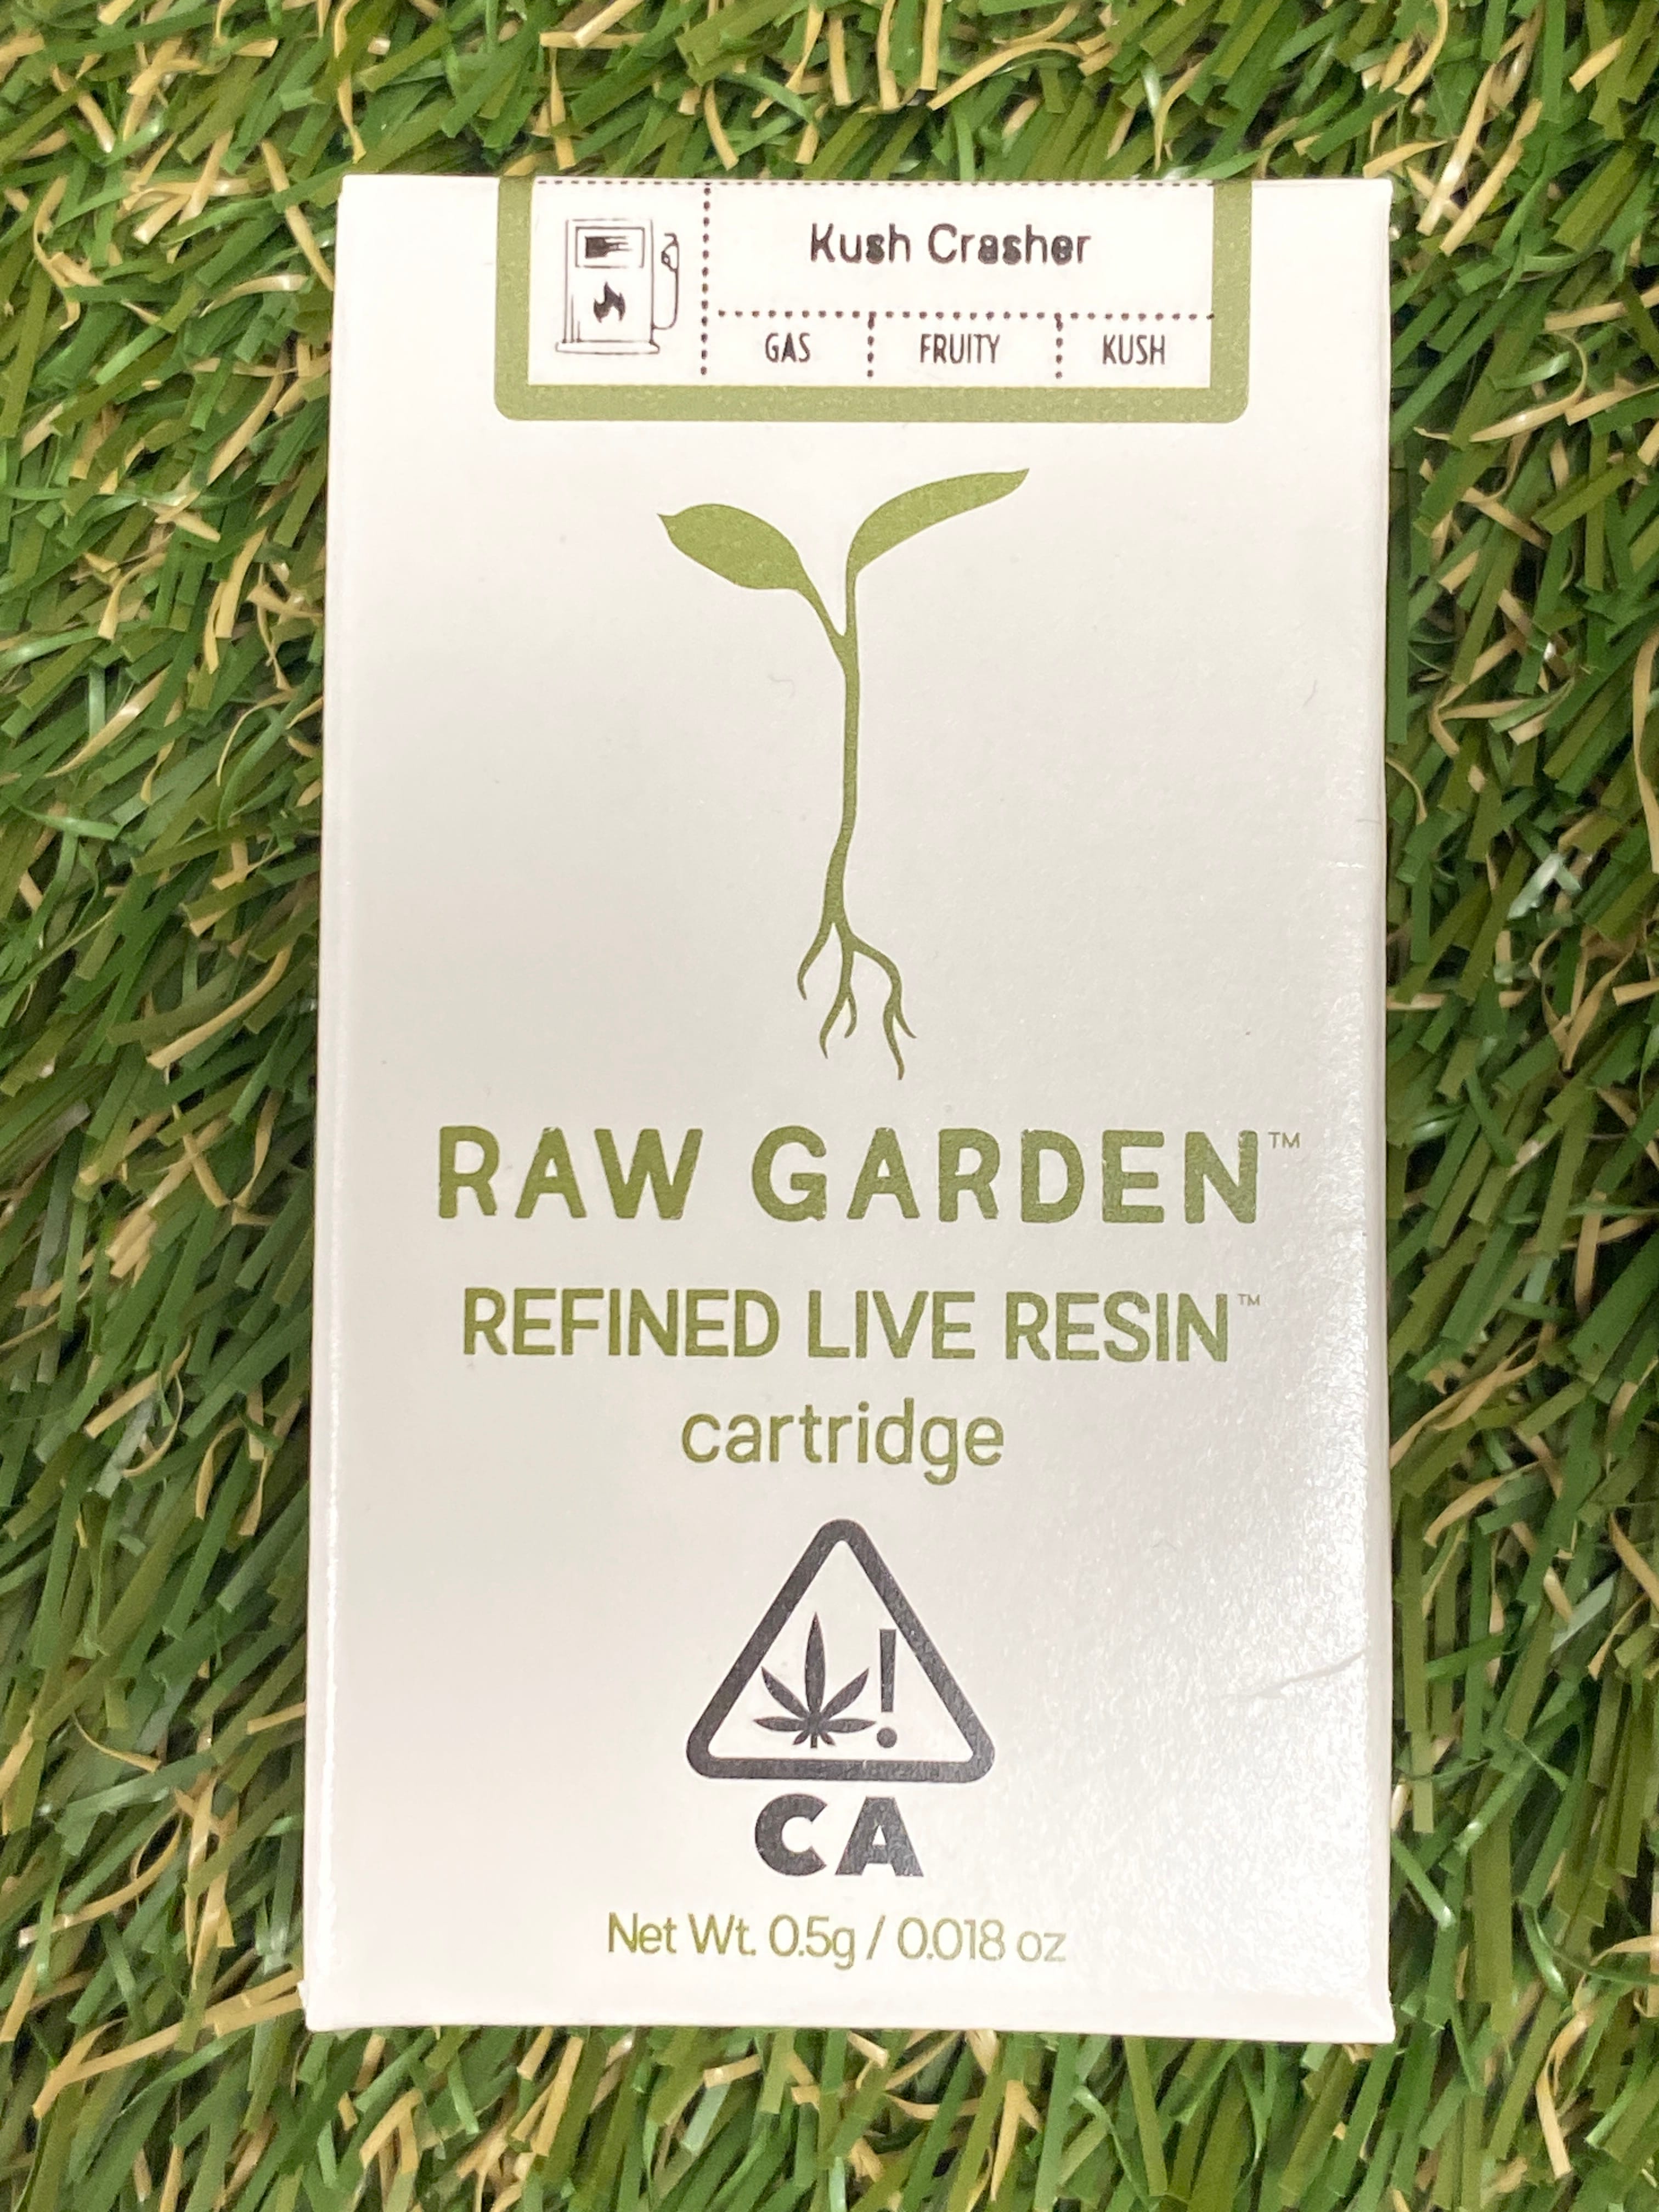 Kush Crasher
GAS FRUITY KUSH
RAW GARDEN™
REFINED LIVE RESIN™
cartridge
!
CA
Net Wt. 0.5g / 0.018 oz